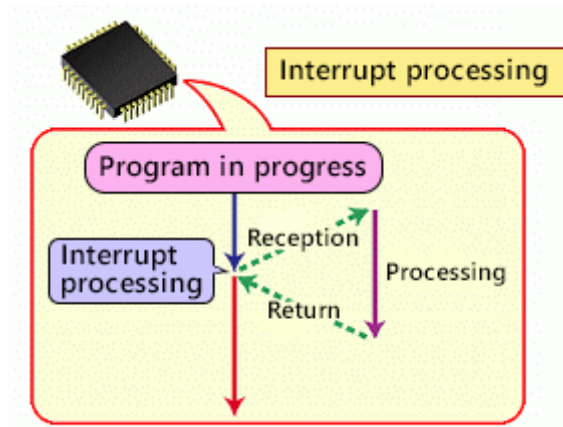 Interrupt processing
Program in progress
Reception
Interrupt
processing
Processing
Return